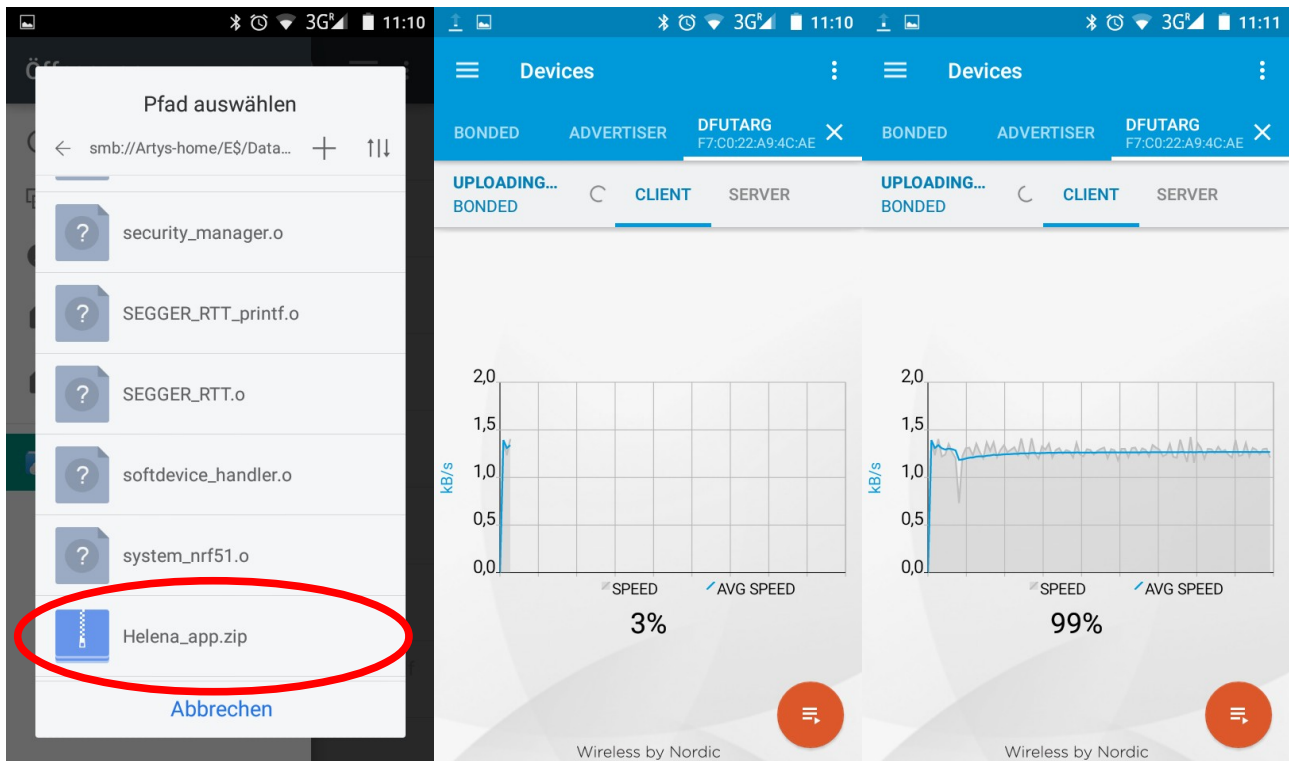 3G R 11:10
Öff
Pfad auswählen
smb://Artys-home/E$/Data...
security_manager.o
SEGGER_RTT_printf.o
SEGGER_RTT.o
softdevice_handler.o
system_nrf51.o
Helena_app.zip
Abbrechen
3G R 11:10
Devices
BONDED ADVERTISER DFUTARG
F7:C0:22:A9:4C:AE
UPLOADING...
BONDED
CLIENT SERVER
2,0
1,5
1,0
0,5
0,0
kB/s
SPEED AVG SPEED
3%
Wireless by Nordic
3G R 11:11
Devices
BONDED ADVERTISER DFUTARG
F7:C0:22:A9:4C:AE
UPLOADING...
BONDED
CLIENT SERVER
2,0
1,5
1,0
0,5
0,0
kB/s
SPEED AVG SPEED
99%
Wireless by Nordic